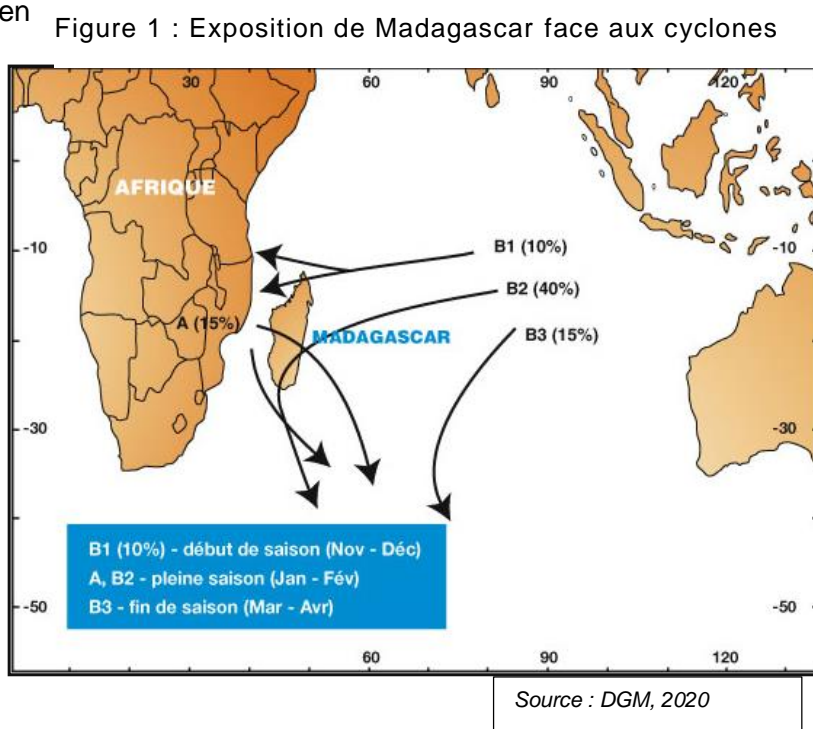 en
Figure 1 : Exposition de Madagascar face aux cyclones
30
60
90
120
AFRIQUE
-10
B1 (10%)
-10
B2 (40%)
A (15%)
MADAGASCAR
B3 (15%)
-30
-30
B1 (10%) - début de saison (Nov - Déc)
A, B2 - pleine saison (Jan - Fév)
B3 - fin de saison (Mar - Avr)
-50
-50
60
90
120
Source : DGM, 2020